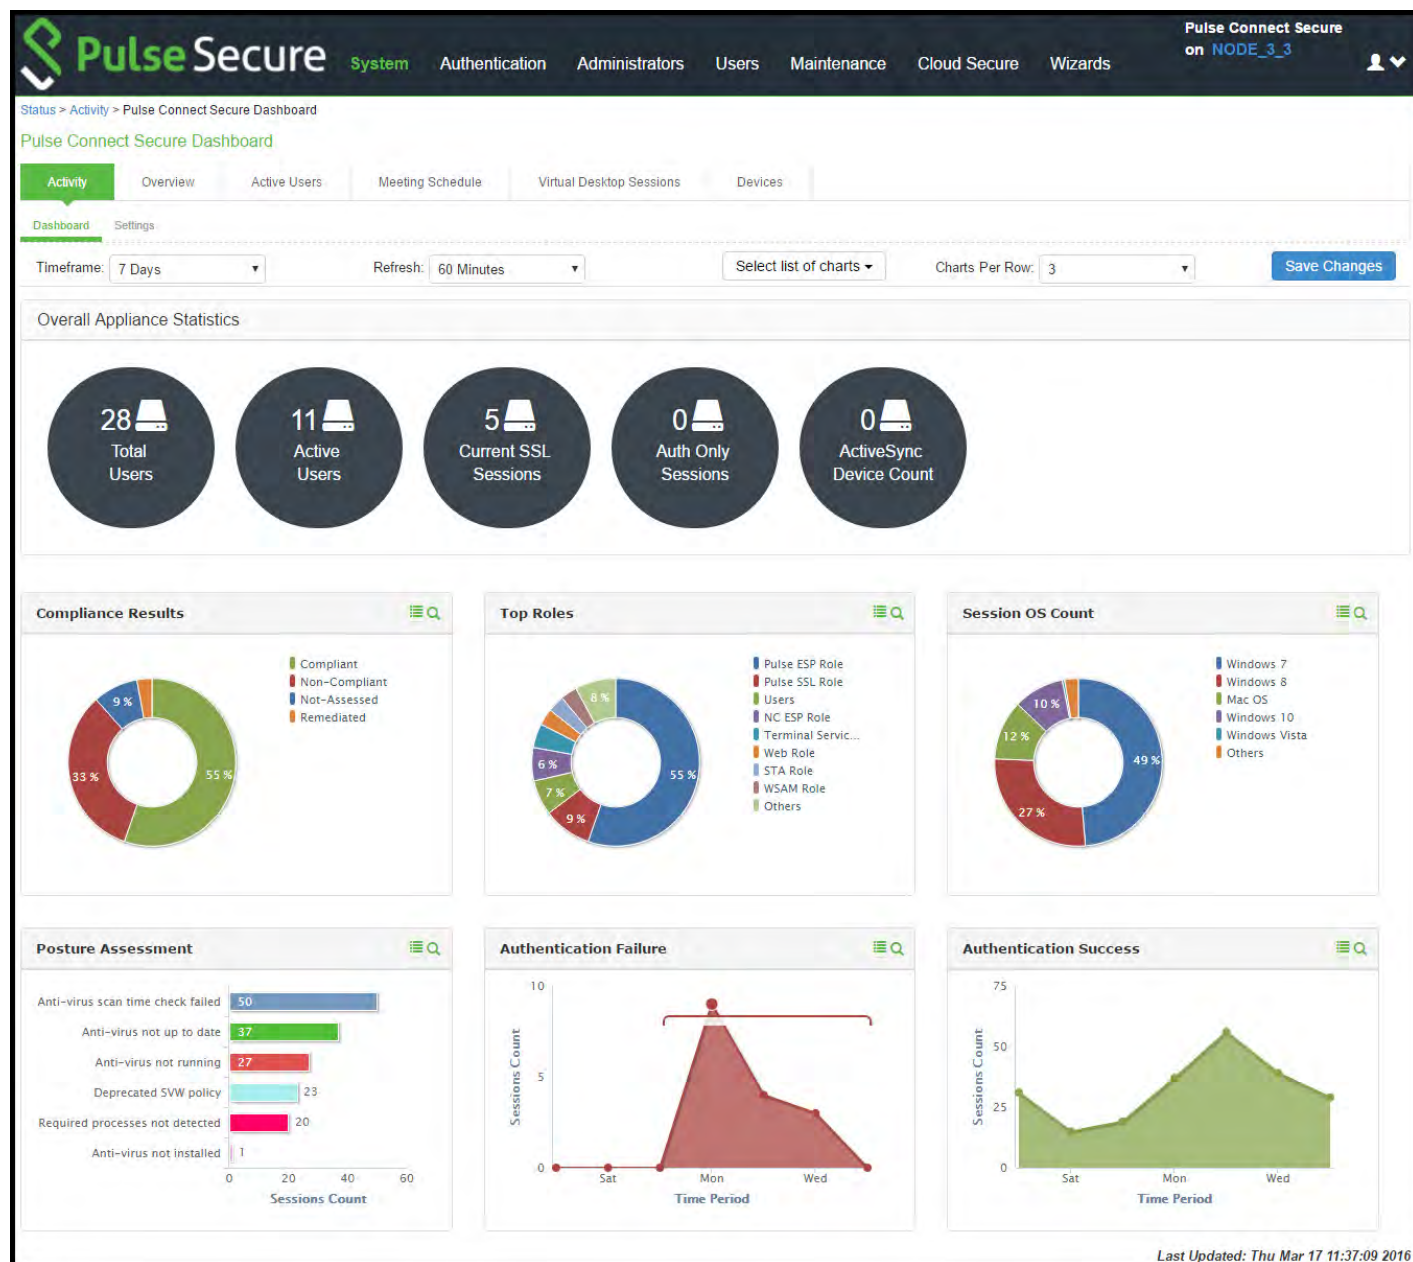 Pulse Secure
System Authentication Administrators Users Maintenance Cloud Secure Wizards
Pulse Connect Secure
on NODE_3_3
Status > Activity > Pulse Connect Secure Dashboard
Pulse Connect Secure Dashboard
Activity Overview Active Users Meeting Schedule Virtual Desktop Sessions Devices
Dashboard Settings
Timeframe: 7 Days Refresh: 60 Minutes Select list of charts Charts Per Row: 3 Save Changes
Overall Appliance Statistics
28
Total
Users
11
Active
Users
5
Current SSL
Sessions
0
Auth Only
Sessions
0
ActiveSync
Device Count
Compliance Results
9 %
33 %
55 %
Compliant
Non-Compliant
Not-Assessed
Remediated
Top Roles
8 %
6 %
7 %
9 %
55 %
Pulse ESP Role
Pulse SSL Role
Users
NC ESP Role
Terminal Servic...
Web Role
STA Role
WSAM Role
Others
Session OS Count
10 %
12 %
49 %
27 %
Windows 7
Windows 8
Mac OS
Windows 10
Windows Vista
Others
Posture Assessment
Anti-virus scan time check failed 50
Anti-virus not up to date 37
Anti-virus not running 27
Deprecated SVW policy 23
Required processes not detected 20
Anti-virus not installed 1
0 20 40 60
Sessions Count
Authentication Failure
10
5
0
Sessions Count
Sat Mon Wed
Time Period
Authentication Success
75
50
25
0
Sessions Count
Sat Mon Wed
Time Period
Last Updated: Thu Mar 17 11:37:09 2016